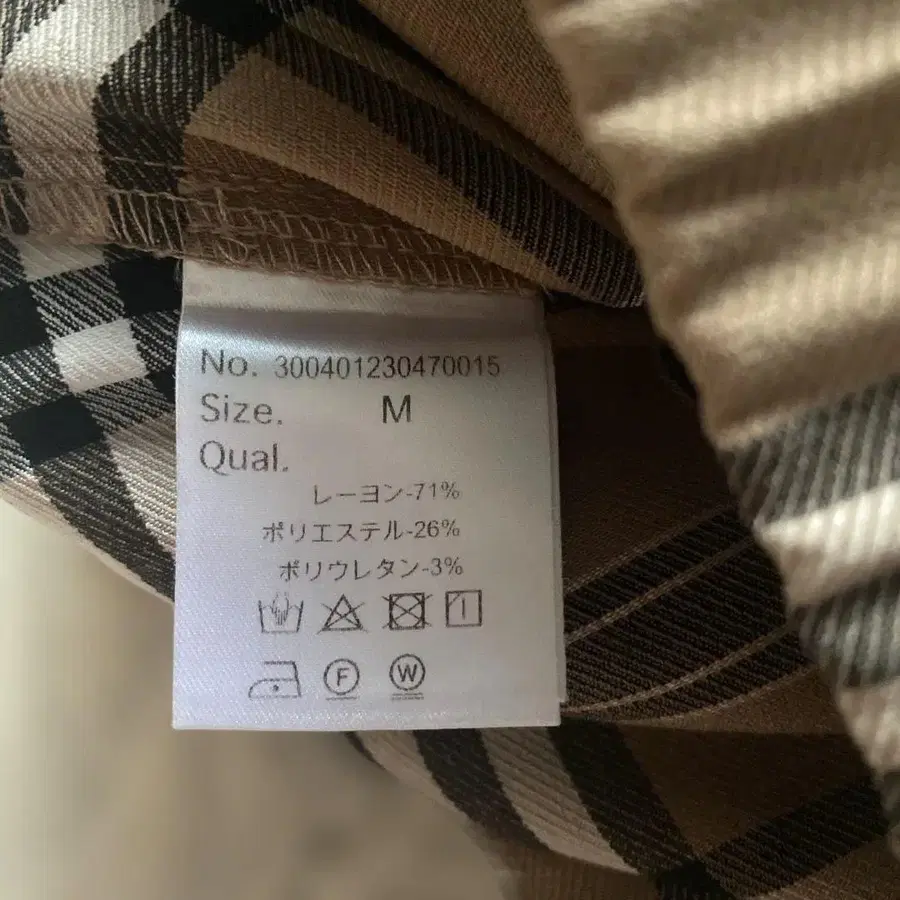 No. 300401230470015
Size. M
Qual.
レーヨン-71%
ポリエステル-26%
ポリウレタン-3%
F W